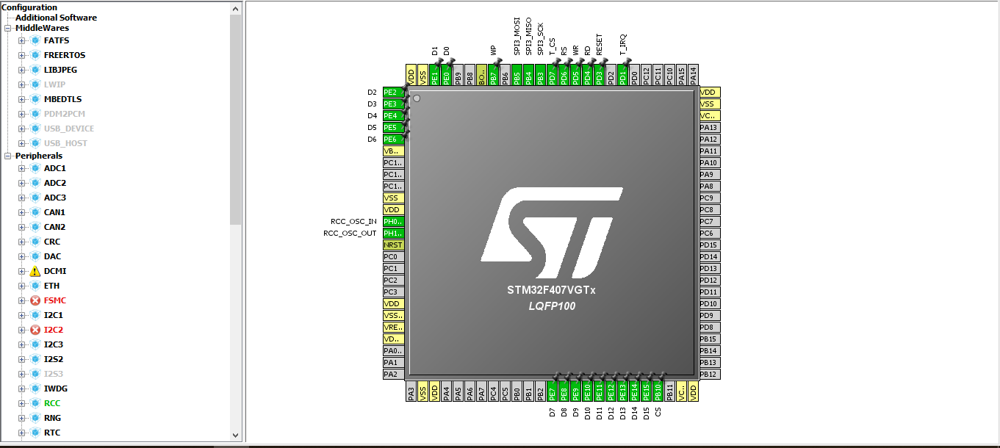 Configuration
Additional Software
MiddleWares
FATFS
FREERTOS
LIBJPEG
LWIP
MBEDTLS
PDM2PCM
USB_DEVICE
USB_HOST
Peripherals
ADC1
ADC2
ADC3
CAN1
CAN2
CRC
DAC
DCMI
ETH
FSMC
I2C1
I2C2
I2C3
I2S2
I2S3
IWDG
RCC
RNG
RTC
D1
D0
WP
SPI3_MOSI
SPI3_MISO
SPI3_SCK
T_CS
RS
WR
RD
RESET
T_IRQ
VDD
VSS
PE1
PE0
PB9
PB8
BO..
PB7
PB6
PB5
PB4
PB3
PD7
PD6
PD5
PD4
PD3
PD2
PD1
PD0
PC12
PC11
PC10
PA15
PA14
D2 PE2
D3 PE3
D4 PE4
D5 PE5
D6 PE6
VB..
PC1..
PC1..
PC1..
VSS
VDD
RCC_OSC_IN PH0..
RCC_OSC_OUT PH1..
NRST
PC0
PC1
PC2
PC3
VDD
VSS..
VRE..
VD..
PA0..
PA1
PA2
ST
STM32F407VGTx
LQFP100
VDD
VSS
VC..
PA13
PA12
PA11
PA10
PA9
PA8
PC9
PC8
PC7
PC6
PD15
PD14
PD13
PD12
PD11
PD10
PD9
PD8
PB15
PB14
PB13
PB12
PA3
VSS
VDD
PA4
PA5
PA6
PA7
PC4
PC5
PB0
PB1
PB2
PE7
PE8
PE9
PE10
PE11
PE12
PE13
PE14
PE15
PB10
PB11
VC..
VDD
D7
D8
D9
D10
D11
D12
D13
D14
D15
CS